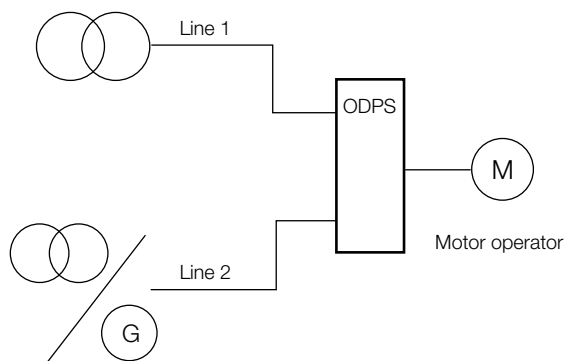 Line 1
ODPS
M
Motor operator
Line 2
G